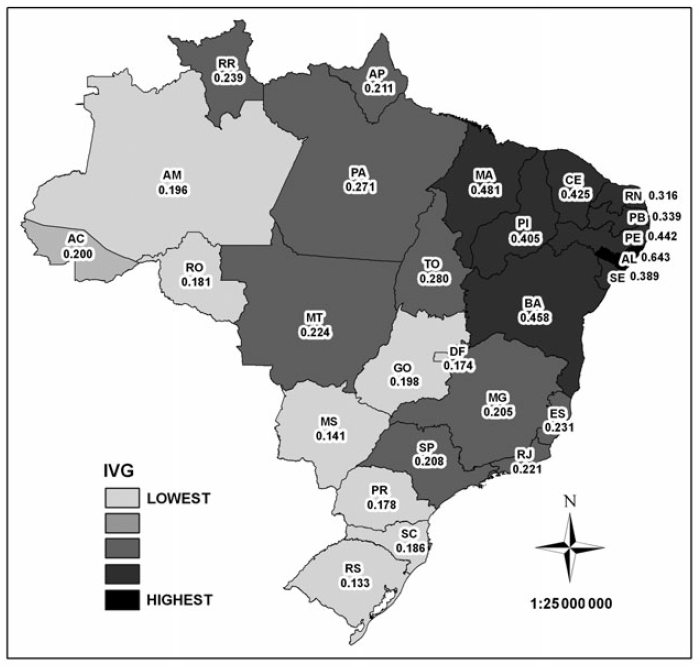 RR
0.239
AP
0.211
AM
0.196
PA
0.271
MA
0.481
CE
0.425
RN 0.316
PB 0.339
PI
0.405
PE 0.442
AL 0.643
SE 0.389
AC
0.200
RO
0.181
TO
0.280
BA
0.458
MT
0.224
DF
0.174
GO
0.198
MG
0.205
ES
0.231
MS
0.141
SP
0.208
RJ
0.221
PR
0.178
SC
0.186
RS
0.133
IVG
LOWEST
HIGHEST
N
1:25 000 000